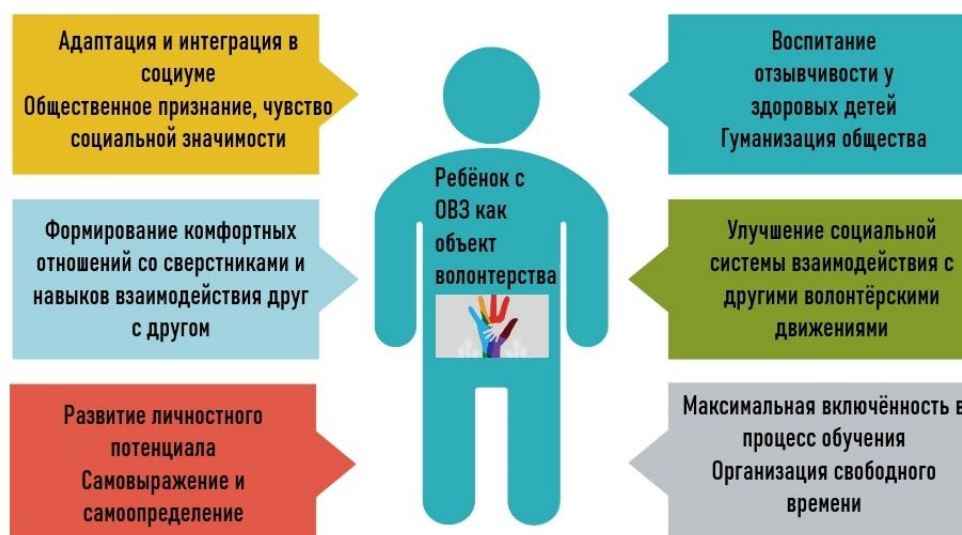 Адаптация и интеграция в
социуме
Общественное признание, чувство
социальной значимости
Формирование комфортных
отношений со сверстниками и
навыков взаимодействия друг
с другом
Развитие личностного
потенциала
Самовыражение и
самоопределение
Ребёнок с
ОВЗ как
объект
волонтерства
Воспитание
отзывчивости у
здоровых детей
Гуманизация общества
Улучшение социальной
системы взаимодействия с
другими волонтёрскими
движениями
Максимальная включённость в
процесс обучения
Организация свободного
времени